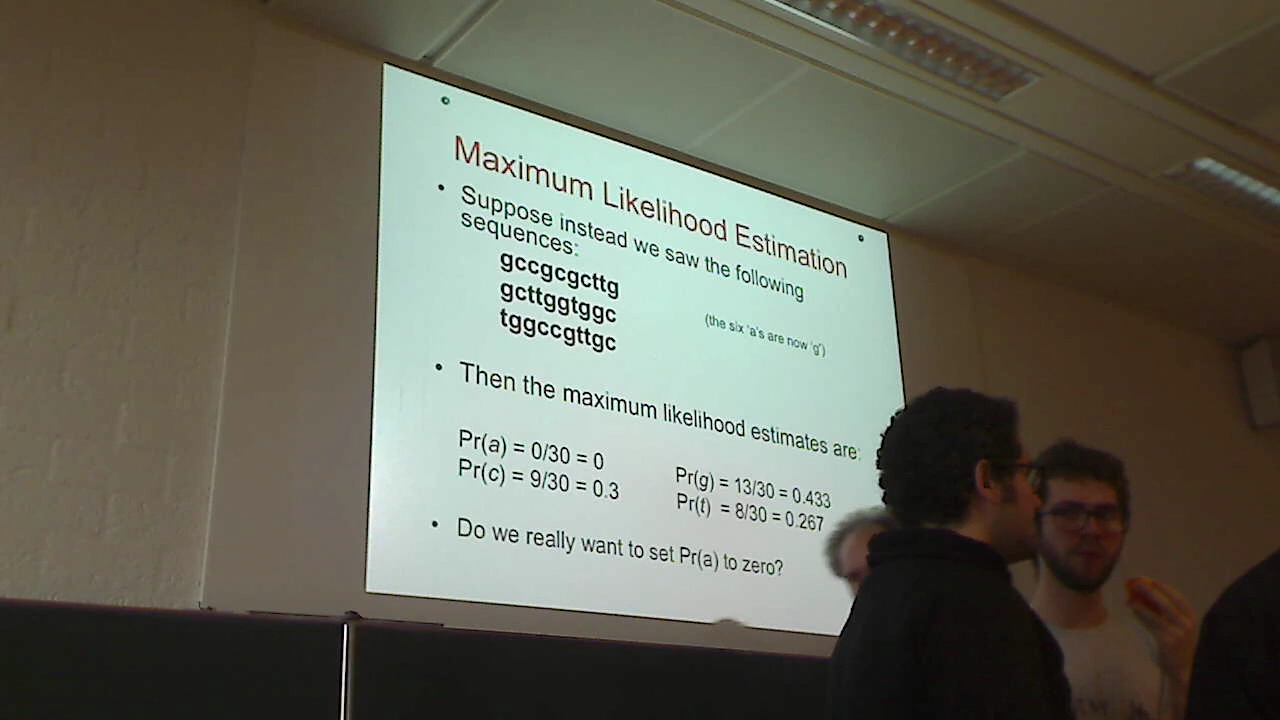 Maximum Likelihood Estimation
• Suppose instead we saw the following
sequences:
gccgcgcttg
gcttggtggc
tggccgttgc
(the six 'a's are now 'g')
• Then the maximum likelihood estimates are:
Pr(a) = 0/30 = 0
Pr(c) = 9/30 = 0.3
Pr(g) = 13/30 = 0.433
Pr(t) = 8/30 = 0.267
• Do we really want to set Pr(a) to zero?